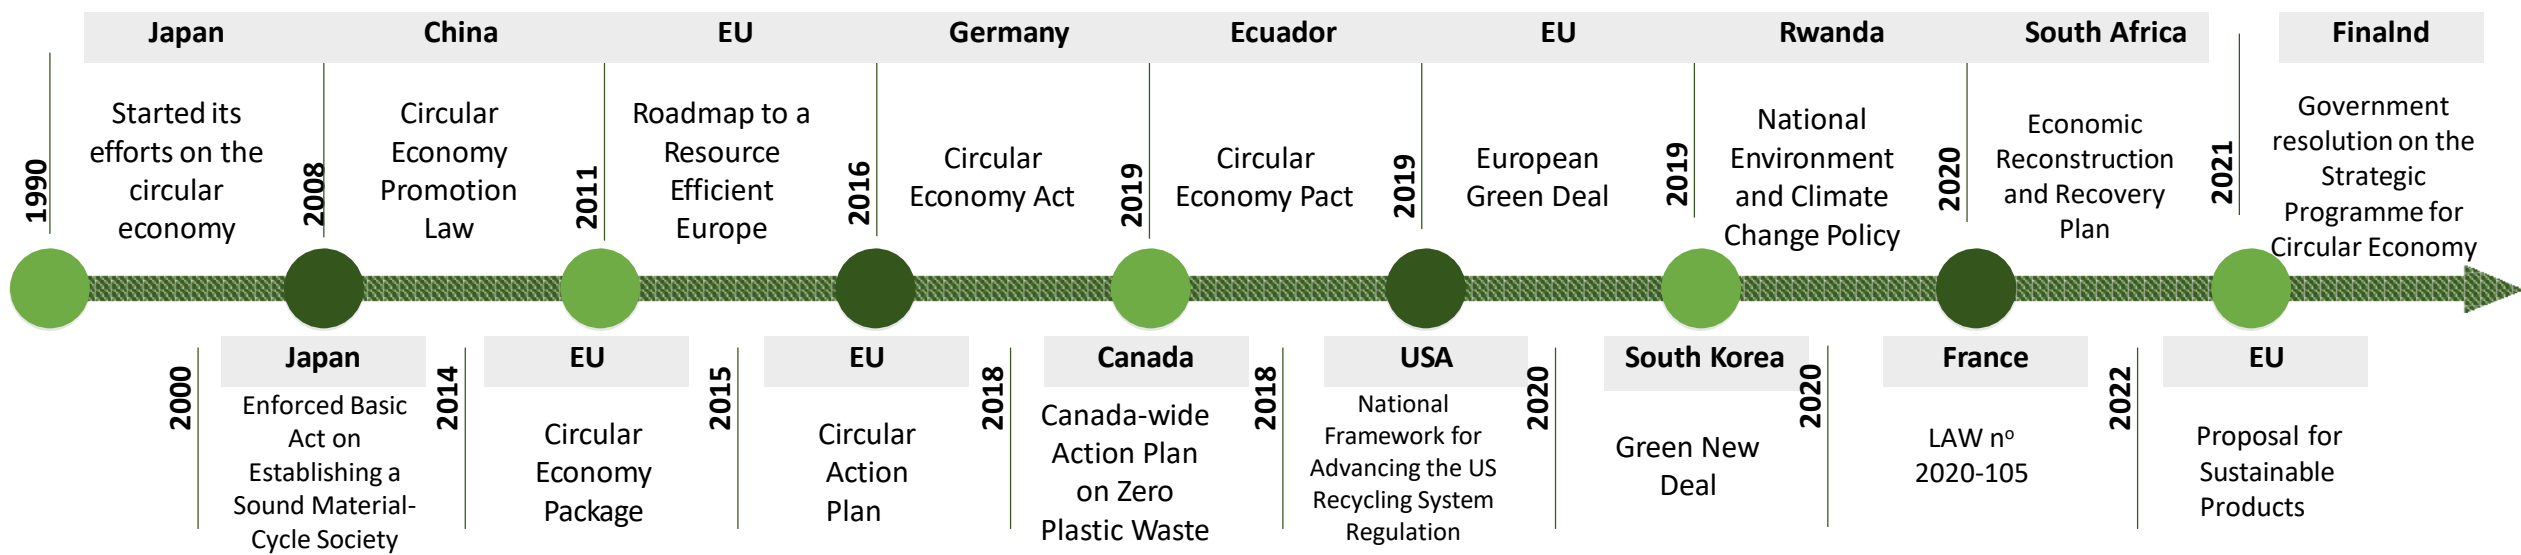 1990
Japan
Started its
efforts on the
circular
economy
2008
China
Circular
Economy
Promotion
Law
2011
EU
Roadmap to a
Resource
Efficient
Europe
2016
Germany
Circular
Economy Act
2019
Ecuador
Circular
Economy Pact
2019
EU
European
Green Deal
2019
Rwanda
National
Environment
and Climate
Change Policy
2020
South Africa
Economic
Reconstruction
and Recovery
Plan
2021
Finalnd
Government
resolution on the
Strategic
Programme for
Circular Economy
2000
Japan
Enforced Basic
Act on
Establishing a
Sound Material-
Cycle Society
2014
EU
Circular
Economy
Package
2015
EU
Circular
Action
Plan
2018
Canada
Canada-wide
Action Plan
on Zero
Plastic Waste
2018
USA
National
Framework for
Advancing the US
Recycling System
Regulation
2020
South Korea
Green New
Deal
2020
France
LAW nº
2020-105
2022
EU
Proposal for
Sustainable
Products